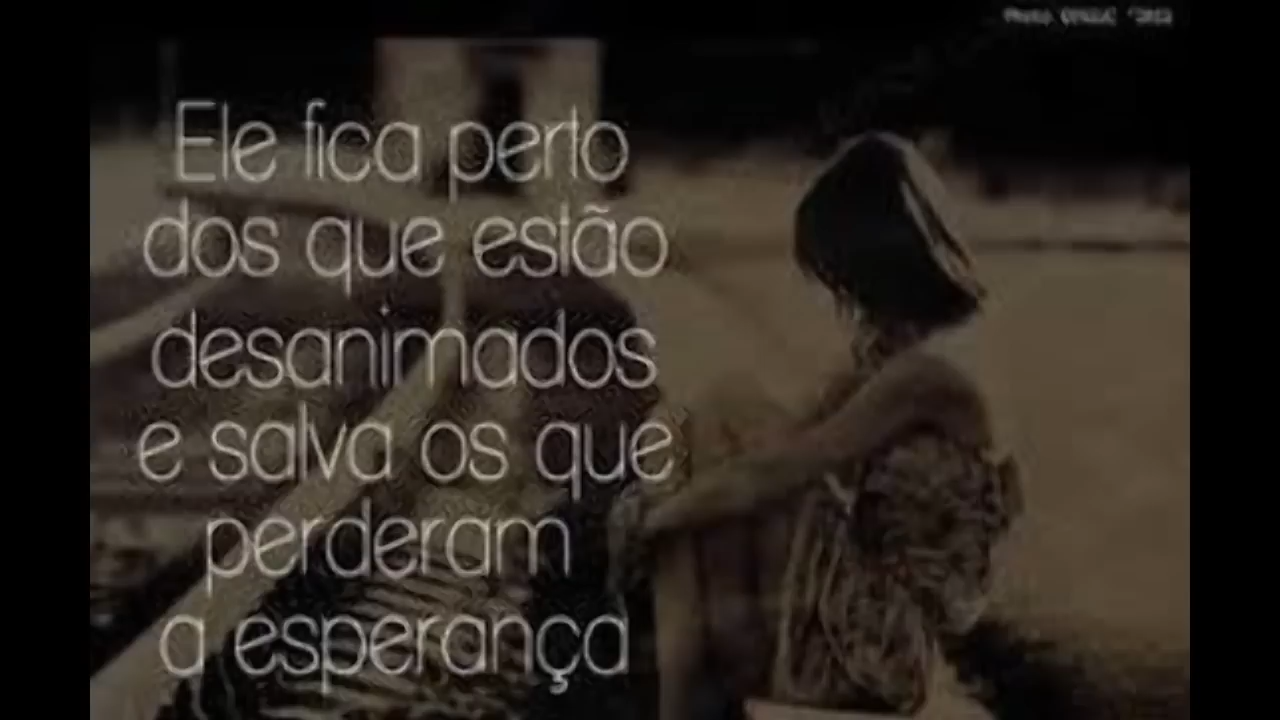 Ele fica perto
dos que estão
desanimados
e salva os que
perderam
a esperança